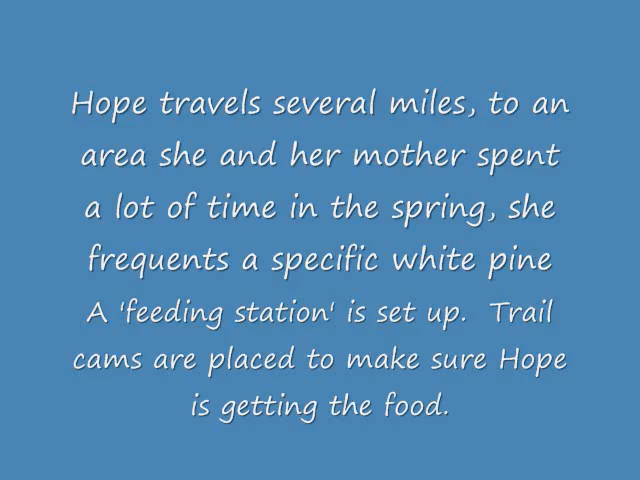 Hope travels several miles, to an
area she and her mother spent
a lot of time in the spring, she
frequents a specific white pine
A 'feeding station' is set up.  Trail
cams are placed to make sure Hope
is getting the food.